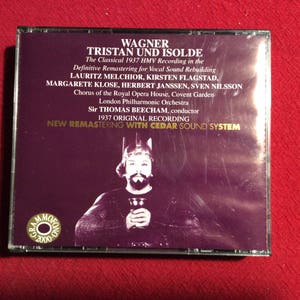 WAGNER
TRISTAN UND ISOLDE
The Classical 1937 HMV Recording in the
Definitive Remastering for Vocal Sound Rebuilding
LAURITZ MELCHIOR, KIRSTEN FLAGSTAD,
MARGARETE KLOSE, HERBERT JANSSEN, SVEN NILSSON
Chorus of the Royal Opera House, Covent Garden
London Philharmonic Orchestra
Sir THOMAS BEECHAM, conductor
1937 ORIGINAL RECORDING
NEW REMASTERING WITH CEDAR SOUND SYSTEM
GRAMMOFONO 2000